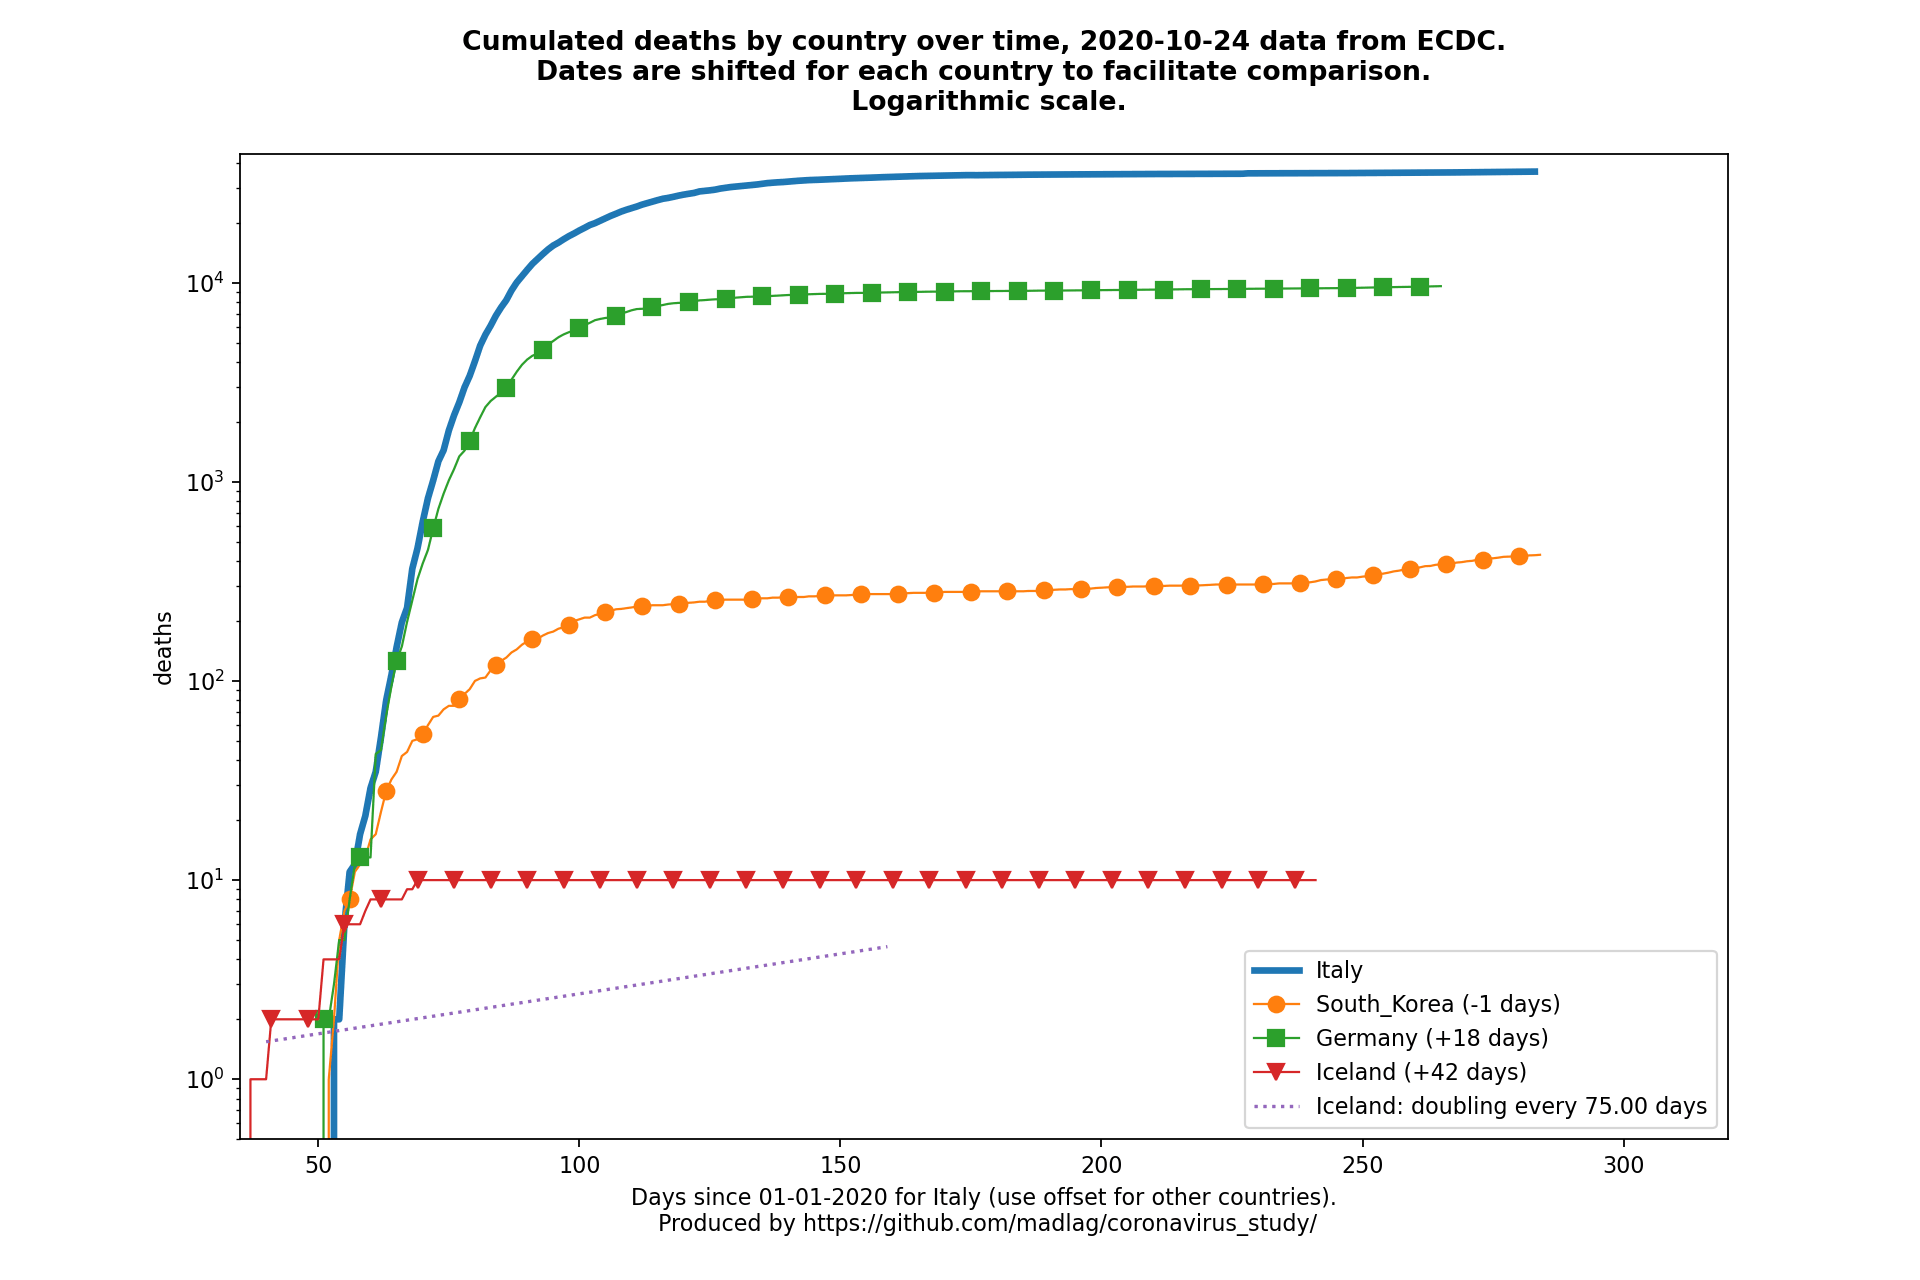 Cumulated deaths by country over time, 2020-10-24 data from ECDC.
Dates are shifted for each country to facilitate comparison.
Logarithmic scale.
deaths
10^4
10^3
10^2
10^1
10^0
50 100 150 200 250 300
Italy
South_Korea (-1 days)
Germany (+18 days)
Iceland (+42 days)
Iceland: doubling every 75.00 days
Days since 01-01-2020 for Italy (use offset for other countries).
Produced by https://github.com/madlag/coronavirus_study/